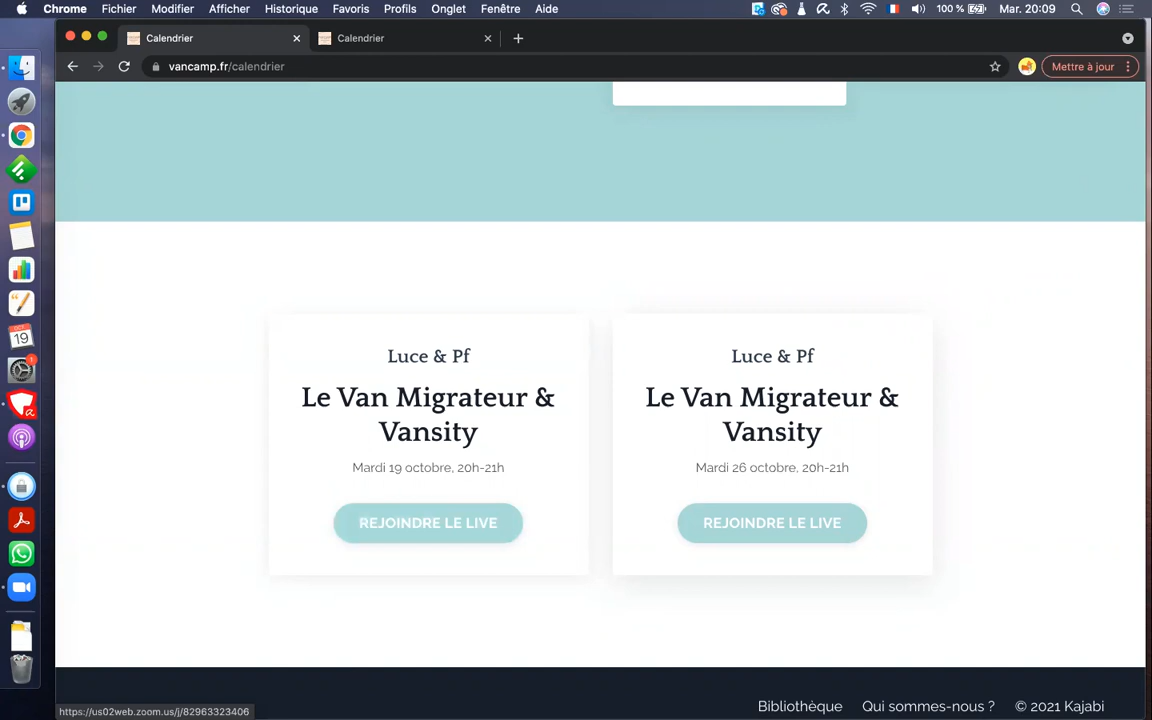 Chrome Fichier Modifier Afficher Historique Favoris Profils Onglet Fenêtre Aide 100 % Mar. 20:09
Calendrier Calendrier
vancamp.fr/calendrier Mettre à jour
Luce & Pf
Le Van Migrateur &
Vansity
Mardi 19 octobre, 20h-21h
REJOINDRE LE LIVE
Luce & Pf
Le Van Migrateur &
Vansity
Mardi 26 octobre, 20h-21h
REJOINDRE LE LIVE
Bibliothèque Qui sommes-nous ? © 2021 Kajabi
https://us02web.zoom.us/j/82963323406
19
1